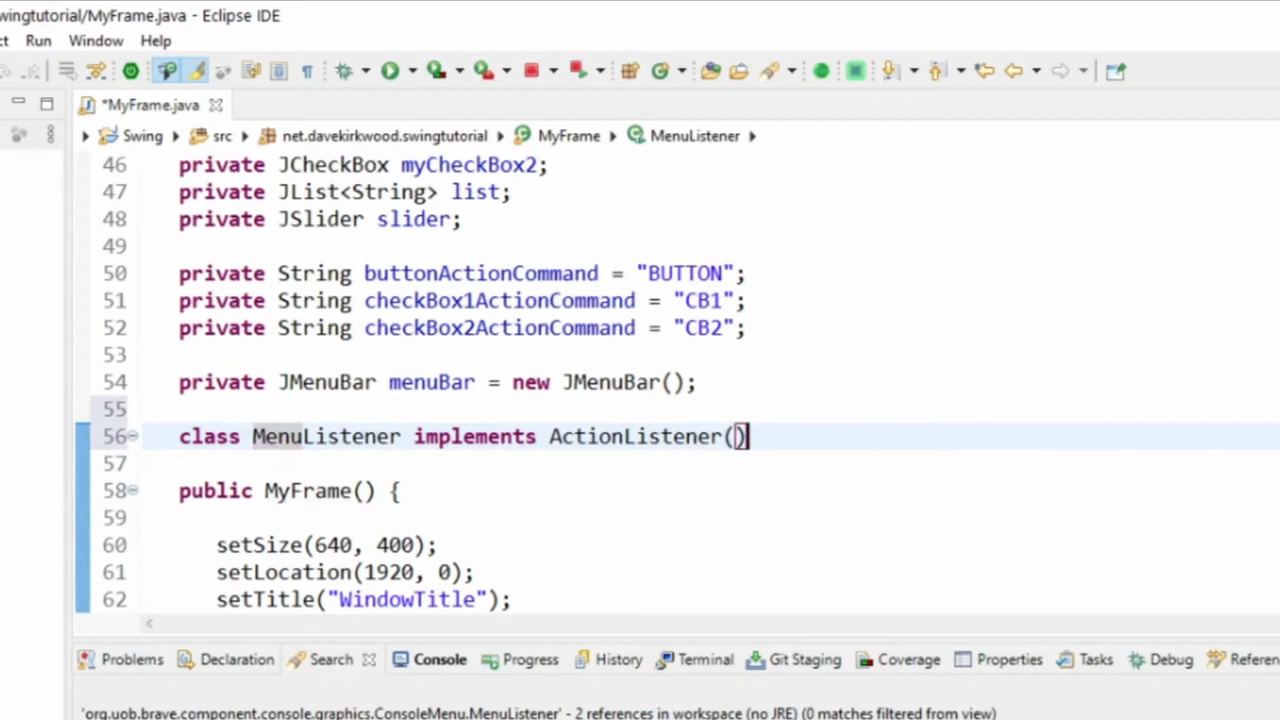 wingtutorial/MyFrame.java - Eclipse IDE
ct Run Window Help
*MyFrame.java
Swing src net.davekirkwood.swingtutorial MyFrame MenuListener
46 private JCheckBox myCheckBox2;
47 private JList<String> list;
48 private JSlider slider;
49
50 private String buttonActionCommand = "BUTTON";
51 private String checkBox1ActionCommand = "CB1";
52 private String checkBox2ActionCommand = "CB2";
53
54 private JMenuBar menuBar = new JMenuBar();
55
56 class MenuListener implements ActionListener()
57
58 public MyFrame() {
59
60 setSize(640, 400);
61 setLocation(1920, 0);
62 setTitle("WindowTitle");
Problems Declaration Search Console Progress History Terminal Git Staging Coverage Properties Tasks Debug Referen
'org.uob.brave.component.console.graphics.ConsoleMenu.MenuListener' - 2 references in workspace (no JRE) (0 matches filtered from view)